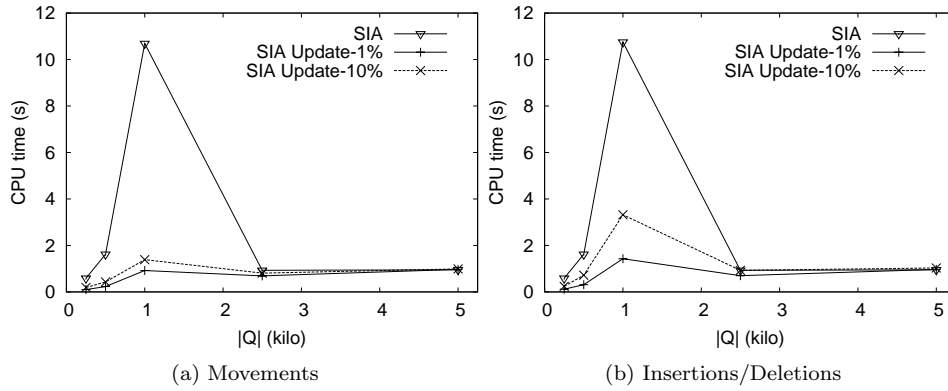 12
10
8
6
4
2
0
CPU time (s)
SIA
SIA Update-1%
SIA Update-10%
0 1 2 3 4 5
|Q| (kilo)
(a) Movements
12
10
8
6
4
2
0
CPU time (s)
SIA
SIA Update-1%
SIA Update-10%
0 1 2 3 4 5
|Q| (kilo)
(b) Insertions/Deletions